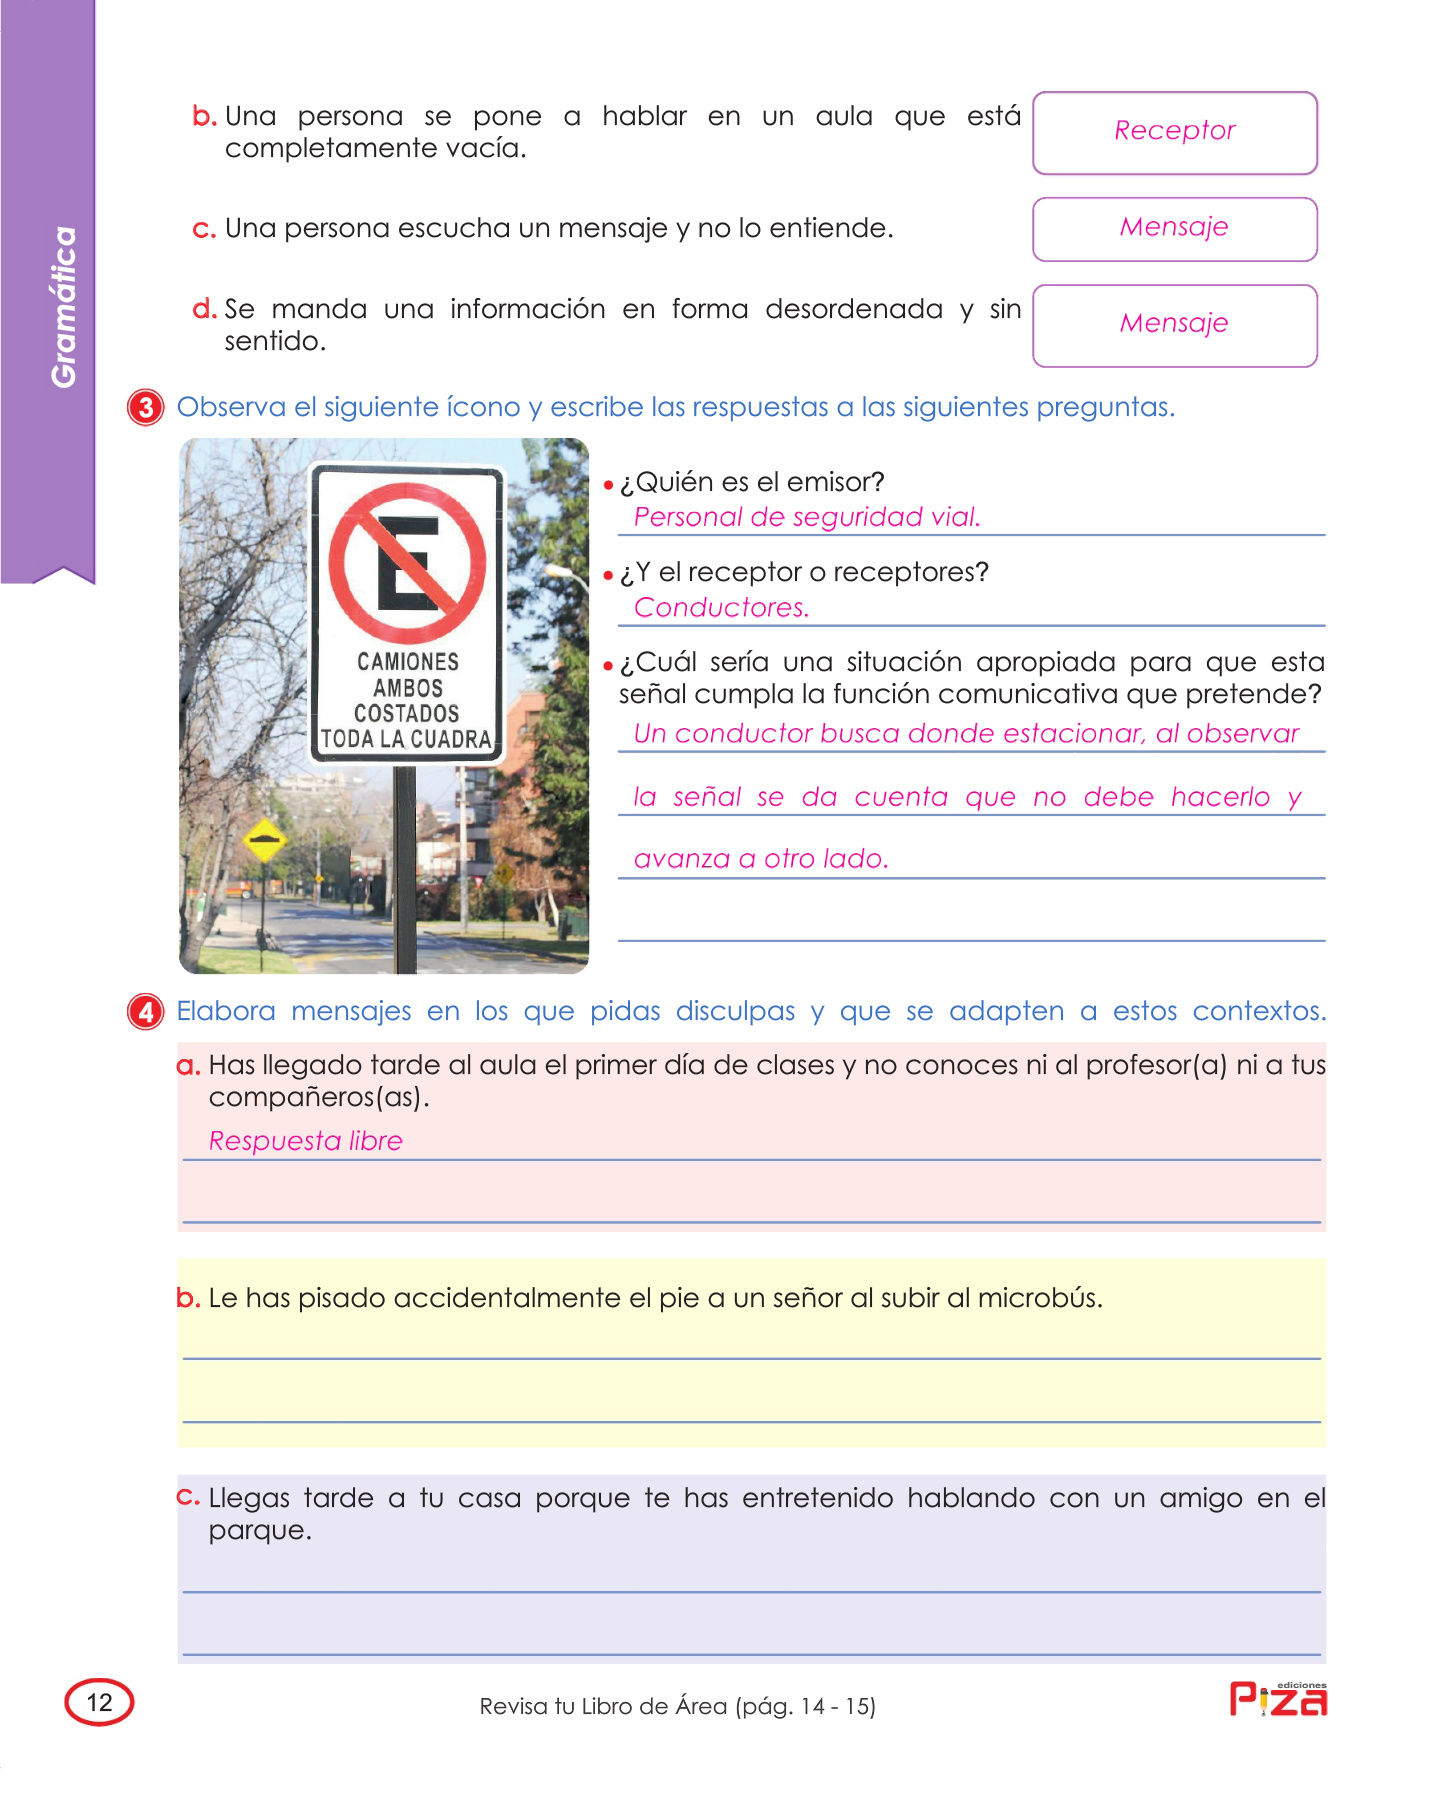 Gramática
b. Una persona se pone a hablar en un aula que está
completamente vacía.
Receptor
c. Una persona escucha un mensaje y no lo entiende.
Mensaje
d. Se manda una información en forma desordenada y sin
sentido.
Mensaje
3 Observa el siguiente ícono y escribe las respuestas a las siguientes preguntas.
E
CAMIONES
AMBOS
COSTADOS
TODA LA CUADRA
• ¿Quién es el emisor?
Personal de seguridad vial.
• ¿Y el receptor o receptores?
Conductores.
• ¿Cuál sería una situación apropiada para que esta
señal cumpla la función comunicativa que pretende?
Un conductor busca donde estacionar, al observar
la señal se da cuenta que no debe hacerlo y
avanza a otro lado.
4 Elabora mensajes en los que pidas disculpas y que se adapten a estos contextos.
a. Has llegado tarde al aula el primer día de clases y no conoces ni al profesor(a) ni a tus
compañeros(as).
Respuesta libre
b. Le has pisado accidentalmente el pie a un señor al subir al microbús.
c. Llegas tarde a tu casa porque te has entretenido hablando con un amigo en el
parque.
12
Revisa tu Libro de Área (pág. 14 - 15)
ediciones
Piza